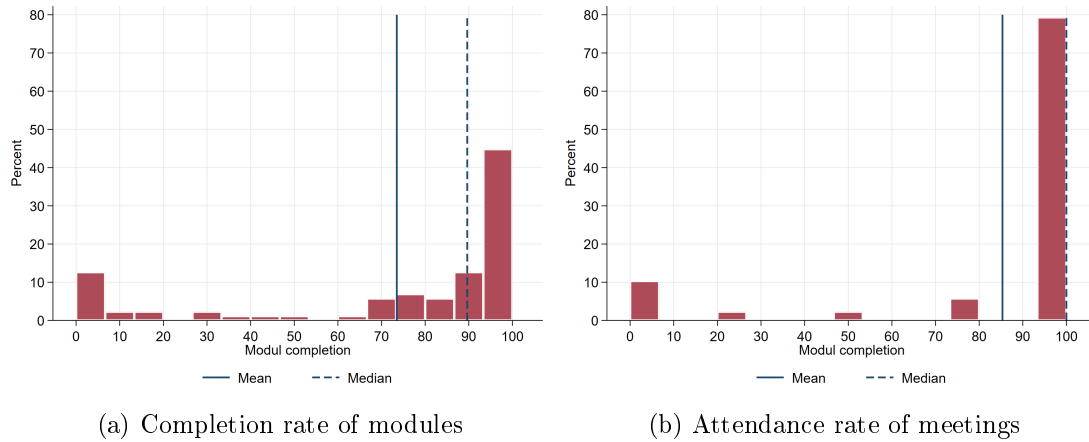 80
70
60
50
40
30
20
10
0
Percent
0 10 20 30 40 50 60 70 80 90 100
Modul completion
Mean Median
(a) Completion rate of modules
80
70
60
50
40
30
20
10
0
Percent
0 10 20 30 40 50 60 70 80 90 100
Modul completion
Mean Median
(b) Attendance rate of meetings